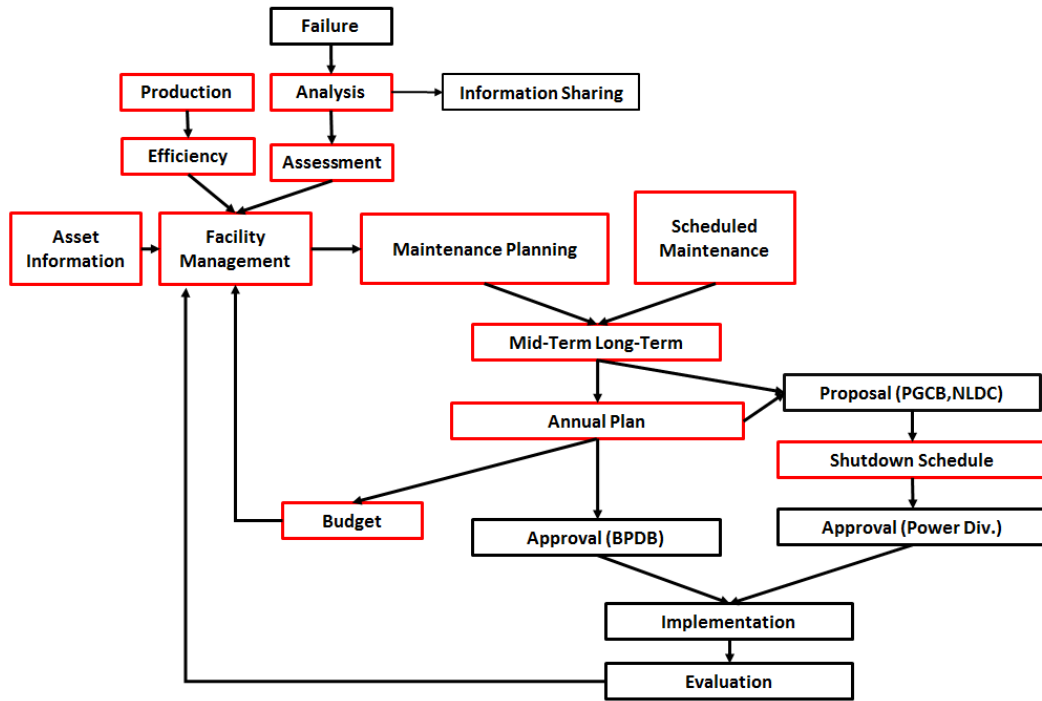 Failure
Production
Analysis
Information Sharing
Efficiency
Assessment
Asset
Information
Facility
Management
Maintenance Planning
Scheduled
Maintenance
Mid-Term Long-Term
Proposal (PGCB,NLDC)
Annual Plan
Shutdown Schedule
Budget
Approval (BPDB)
Approval (Power Div.)
Implementation
Evaluation